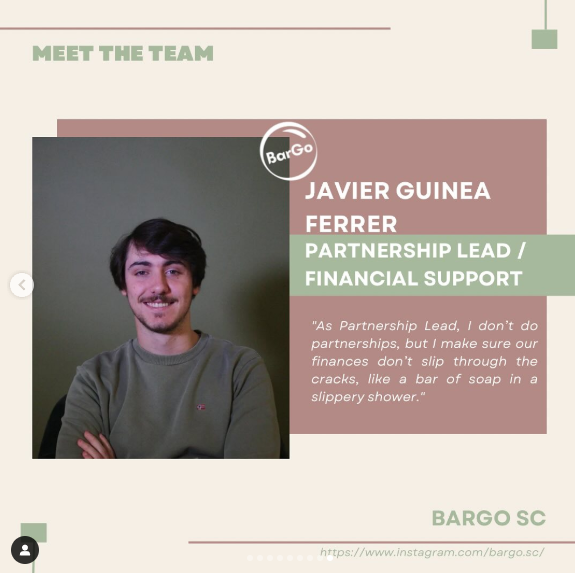 MEET THE TEAM
BarGo
JAVIER GUINEA
FERRER
PARTNERSHIP LEAD /
FINANCIAL SUPPORT
"As Partnership Lead, I don't do
partnerships, but I make sure our
finances don't slip through the
cracks, like a bar of soap in a
slippery shower."
BARGO SC
https://www.instagram.com/bargo.sc/